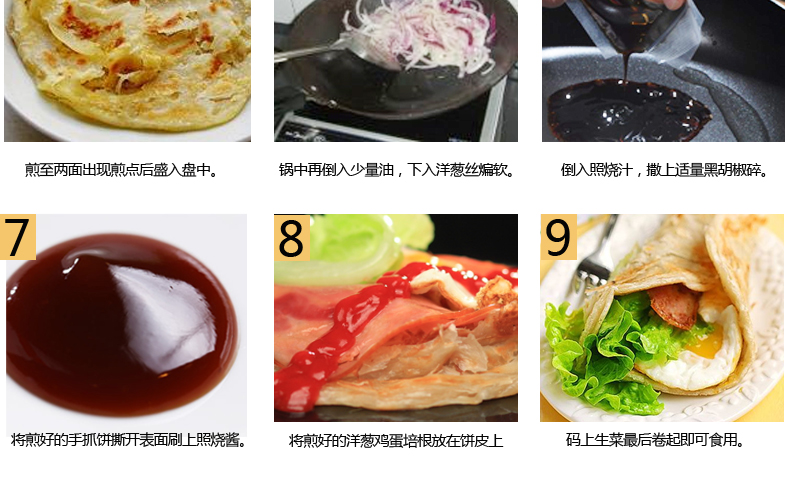 煎至两面出现煎点后盛入盘中。
锅中再倒入少量油，下入洋葱丝煸软。
倒入照烧汁，撒上适量黑胡椒碎。
7
8
9
将煎好的手抓饼撕开表面刷上照烧酱。
将煎好的洋葱鸡蛋培根放在饼皮上
码上生菜最后卷起即可食用。